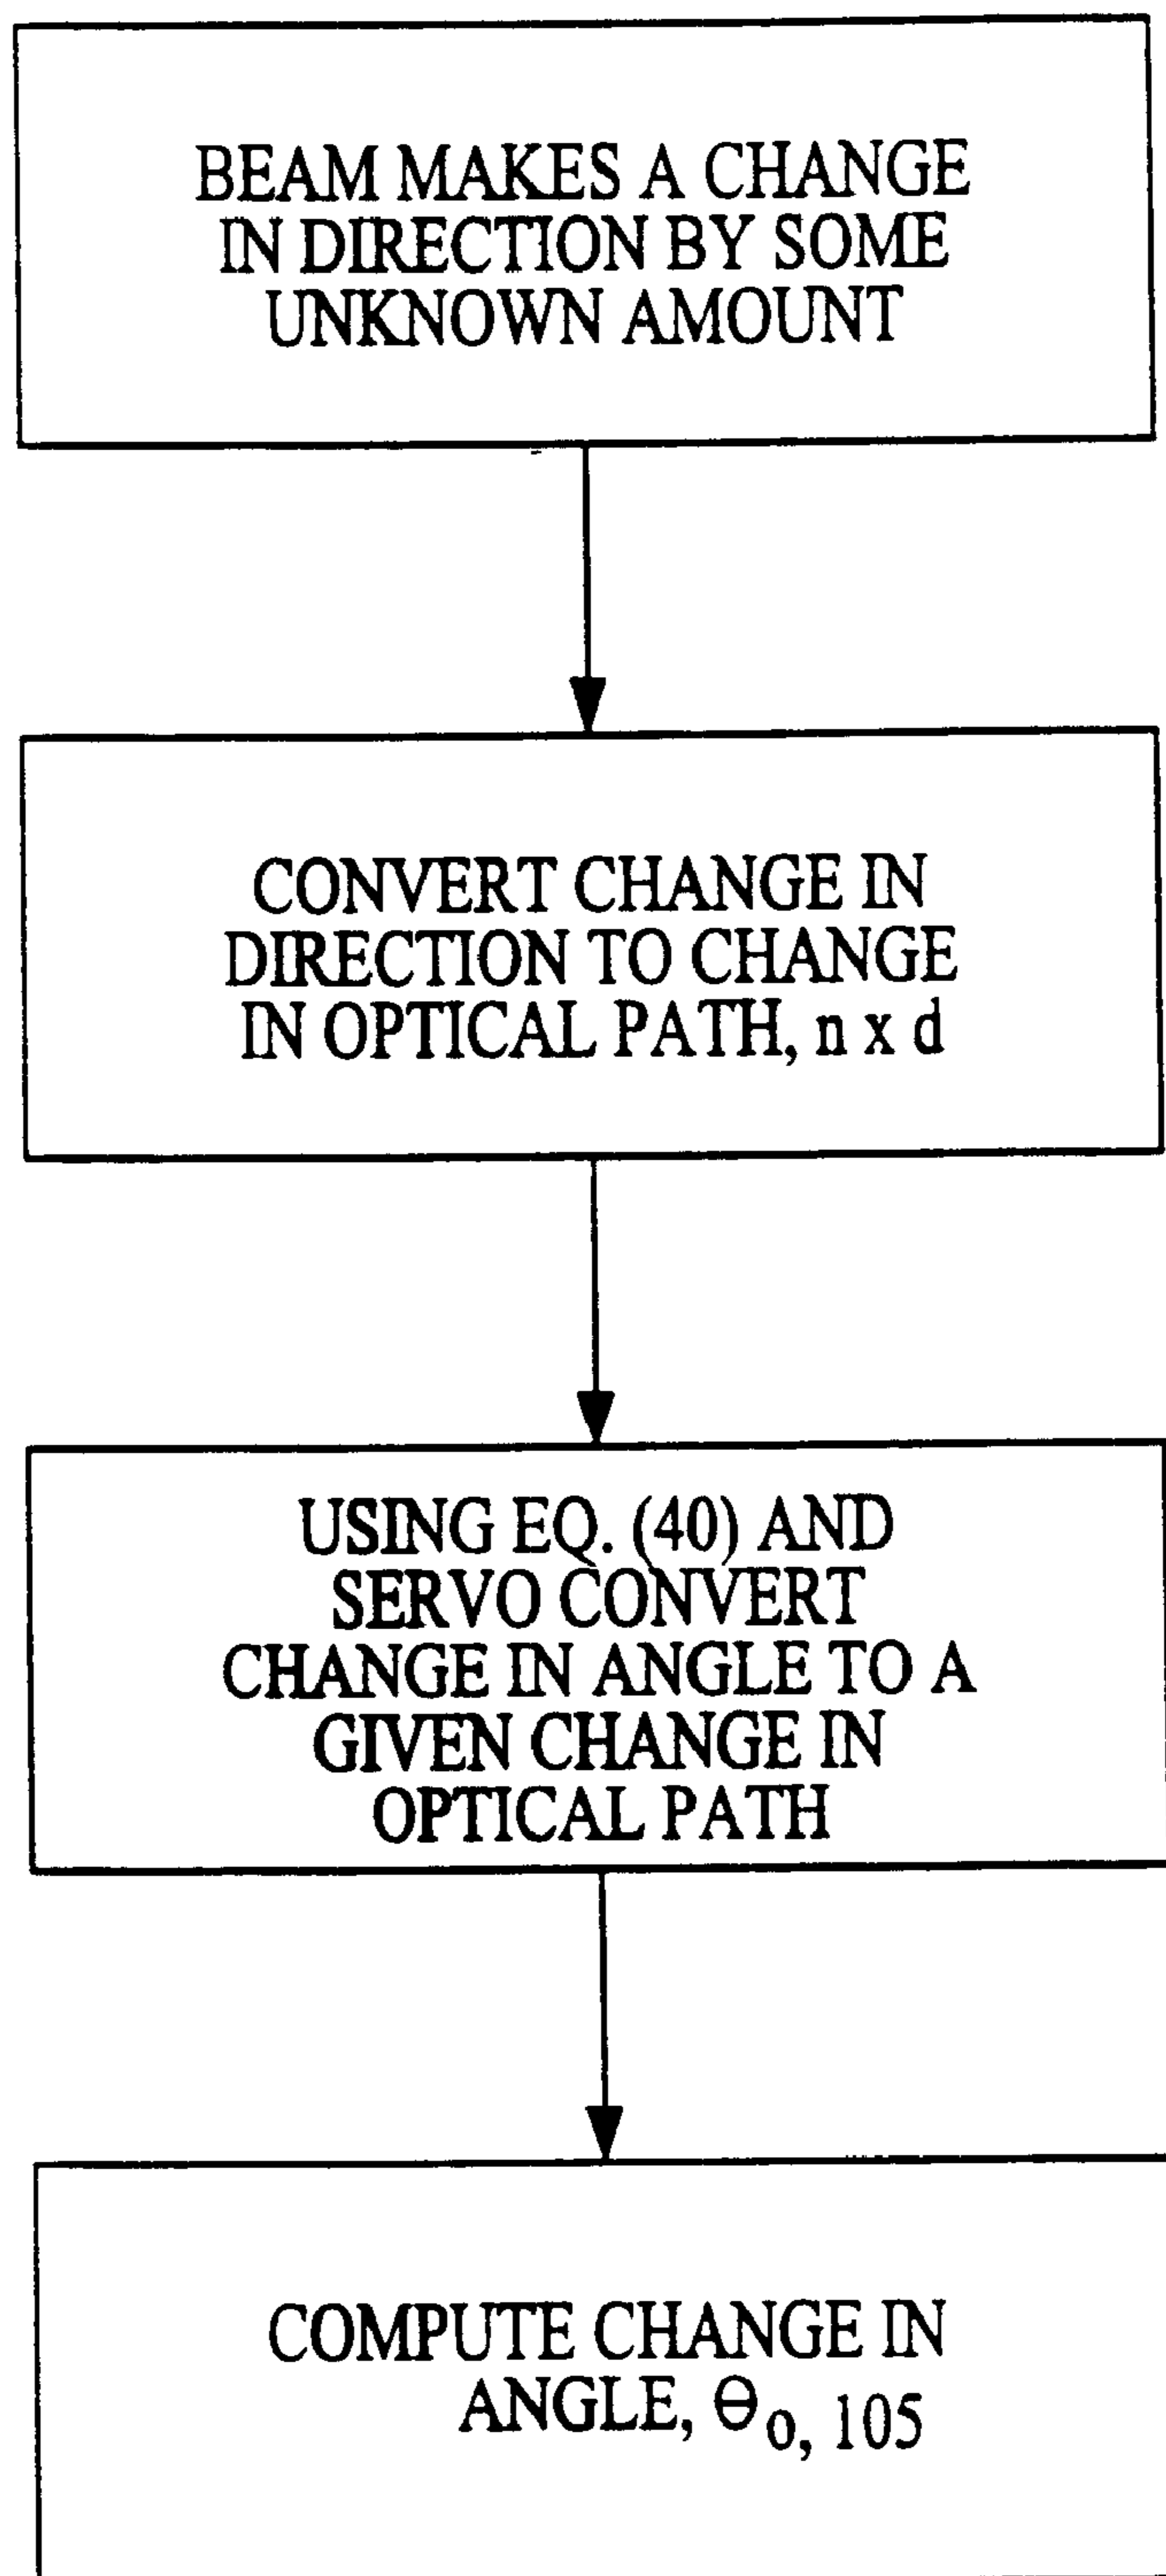 BEAM MAKES A CHANGE
IN DIRECTION BY SOME
UNKNOWN AMOUNT
CONVERT CHANGE IN
DIRECTION TO CHANGE
IN OPTICAL PATH, n x d
USING EQ. (40) AND
SERVO CONVERT
CHANGE IN ANGLE TO A
GIVEN CHANGE IN
OPTICAL PATH
COMPUTE CHANGE IN
ANGLE, Θo, 105